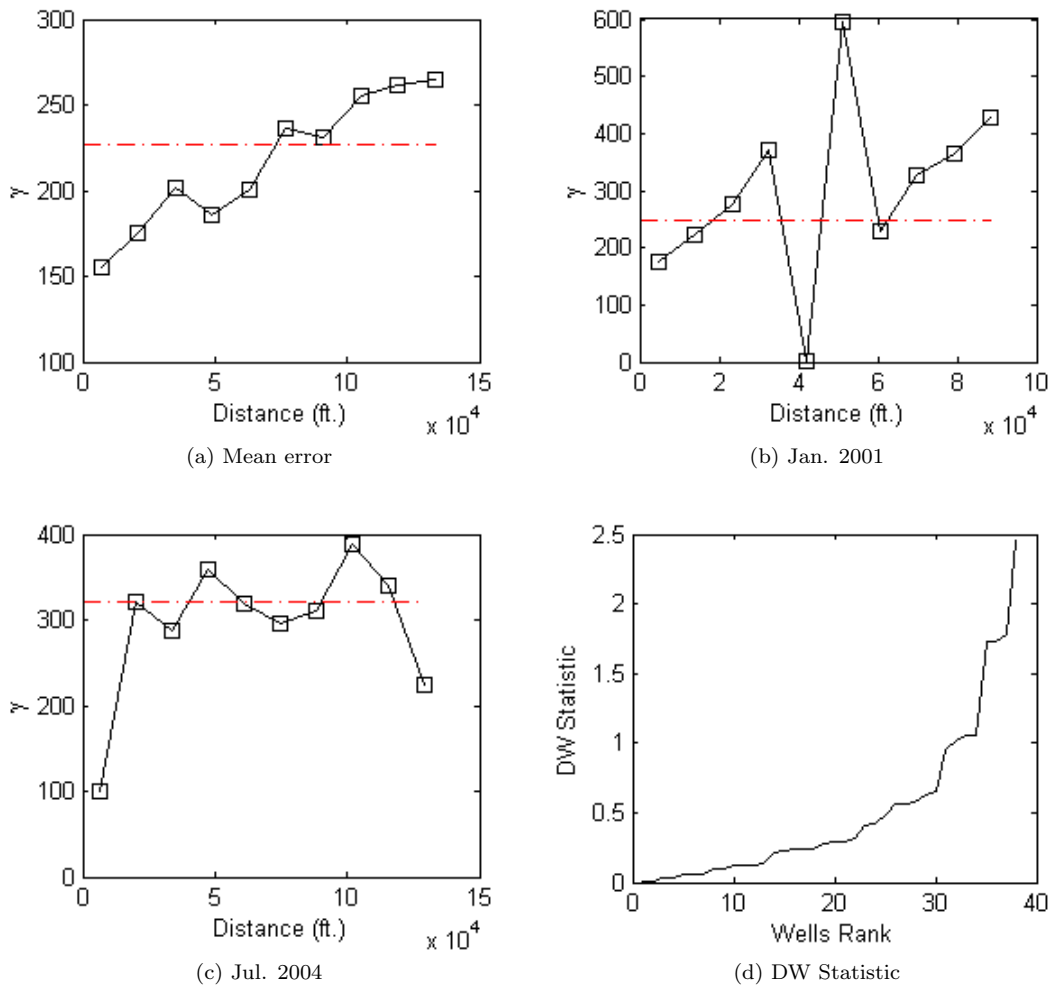 300
250
200
150
100
γ
0
5
10
15
Distance (ft.)
x 10^4
(a) Mean error
600
500
400
300
200
100
0
γ
0
2
4
6
8
10
Distance (ft.)
x 10^4
(b) Jan. 2001
400
300
200
100
0
γ
0
5
10
15
Distance (ft.)
x 10^4
(c) Jul. 2004
2.5
2
1.5
1
0.5
0
DW Statistic
0
10
20
30
40
Wells Rank
(d) DW Statistic